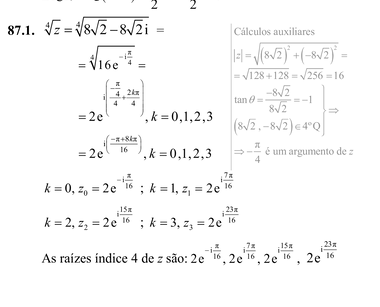 2 2
87.1. ∜z = ∜(8√2 − 8√2i) =
= ∜(16e^(−iπ/4)) =
= 2e^(i((−π/4)/4 + 2kπ/4)), k = 0,1,2,3
= 2e^(i((−π+8kπ)/16)), k = 0,1,2,3
Cálculos auxiliares
|z| = √((8√2)² + (−8√2)²) =
= √(128+128) = √256 = 16
tan θ = −8√2/8√2 = −1
(8√2, −8√2) ∈ 4°Q } ⇒
⇒ −π/4 é um argumento de z
k = 0, z₀ = 2e^(−iπ/16) ; k = 1, z₁ = 2e^(i7π/16)
k = 2, z₂ = 2e^(i15π/16) ; k = 3, z₃ = 2e^(i23π/16)
As raízes índice 4 de z são: 2e^(−iπ/16), 2e^(i7π/16), 2e^(i15π/16), 2e^(i23π/16)